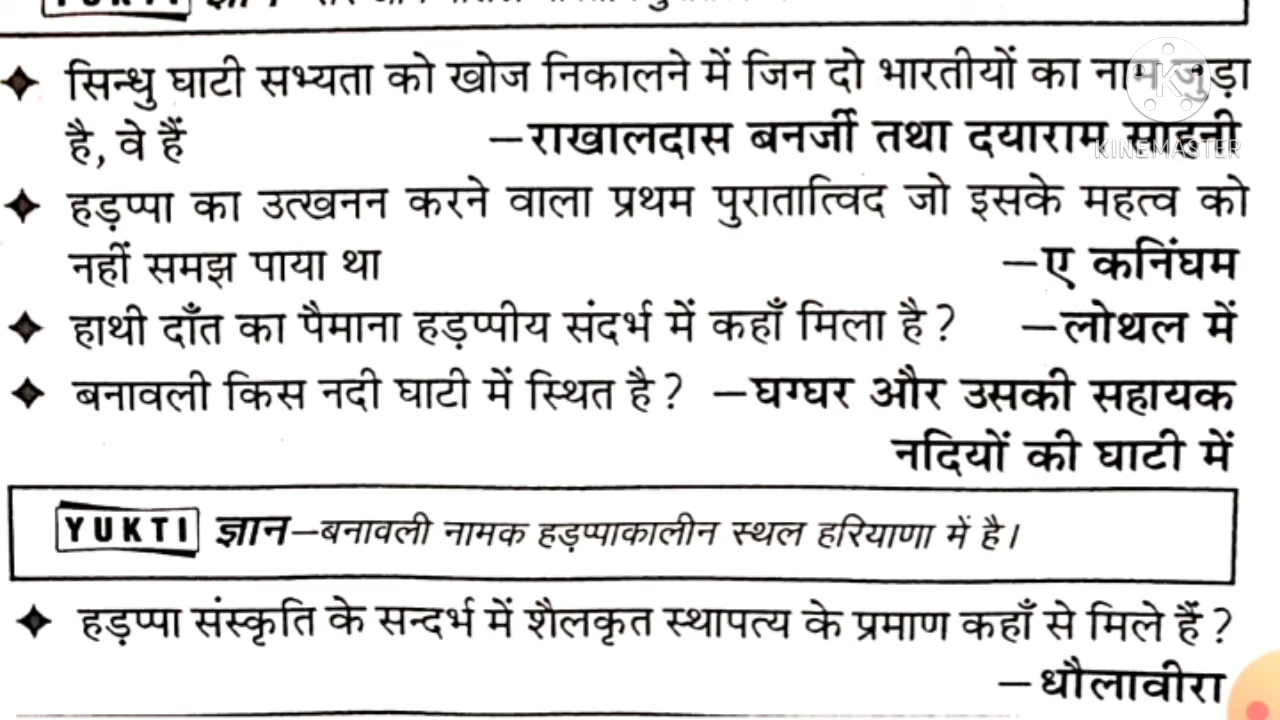 YUKTI ज्ञान
सिन्धु घाटी सभ्यता को खोज निकालने में जिन दो भारतीयों का नाम जुड़ा
है, वे हैं –राखालदास बनर्जी तथा दयाराम साहनी
KINEMASTER
हड़प्पा का उत्खनन करने वाला प्रथम पुरातात्विद जो इसके महत्व को
नहीं समझ पाया था –ए कनिंघम
हाथी दाँत का पैमाना हड़प्पीय संदर्भ में कहाँ मिला है? –लोथल में
बनावली किस नदी घाटी में स्थित है? –घग्घर और उसकी सहायक
नदियों की घाटी में
YUKTI ज्ञान–बनावली नामक हड़प्पाकालीन स्थल हरियाणा में है।
हड़प्पा संस्कृति के सन्दर्भ में शैलकृत स्थापत्य के प्रमाण कहाँ से मिले हैं?
–धौलावीरा